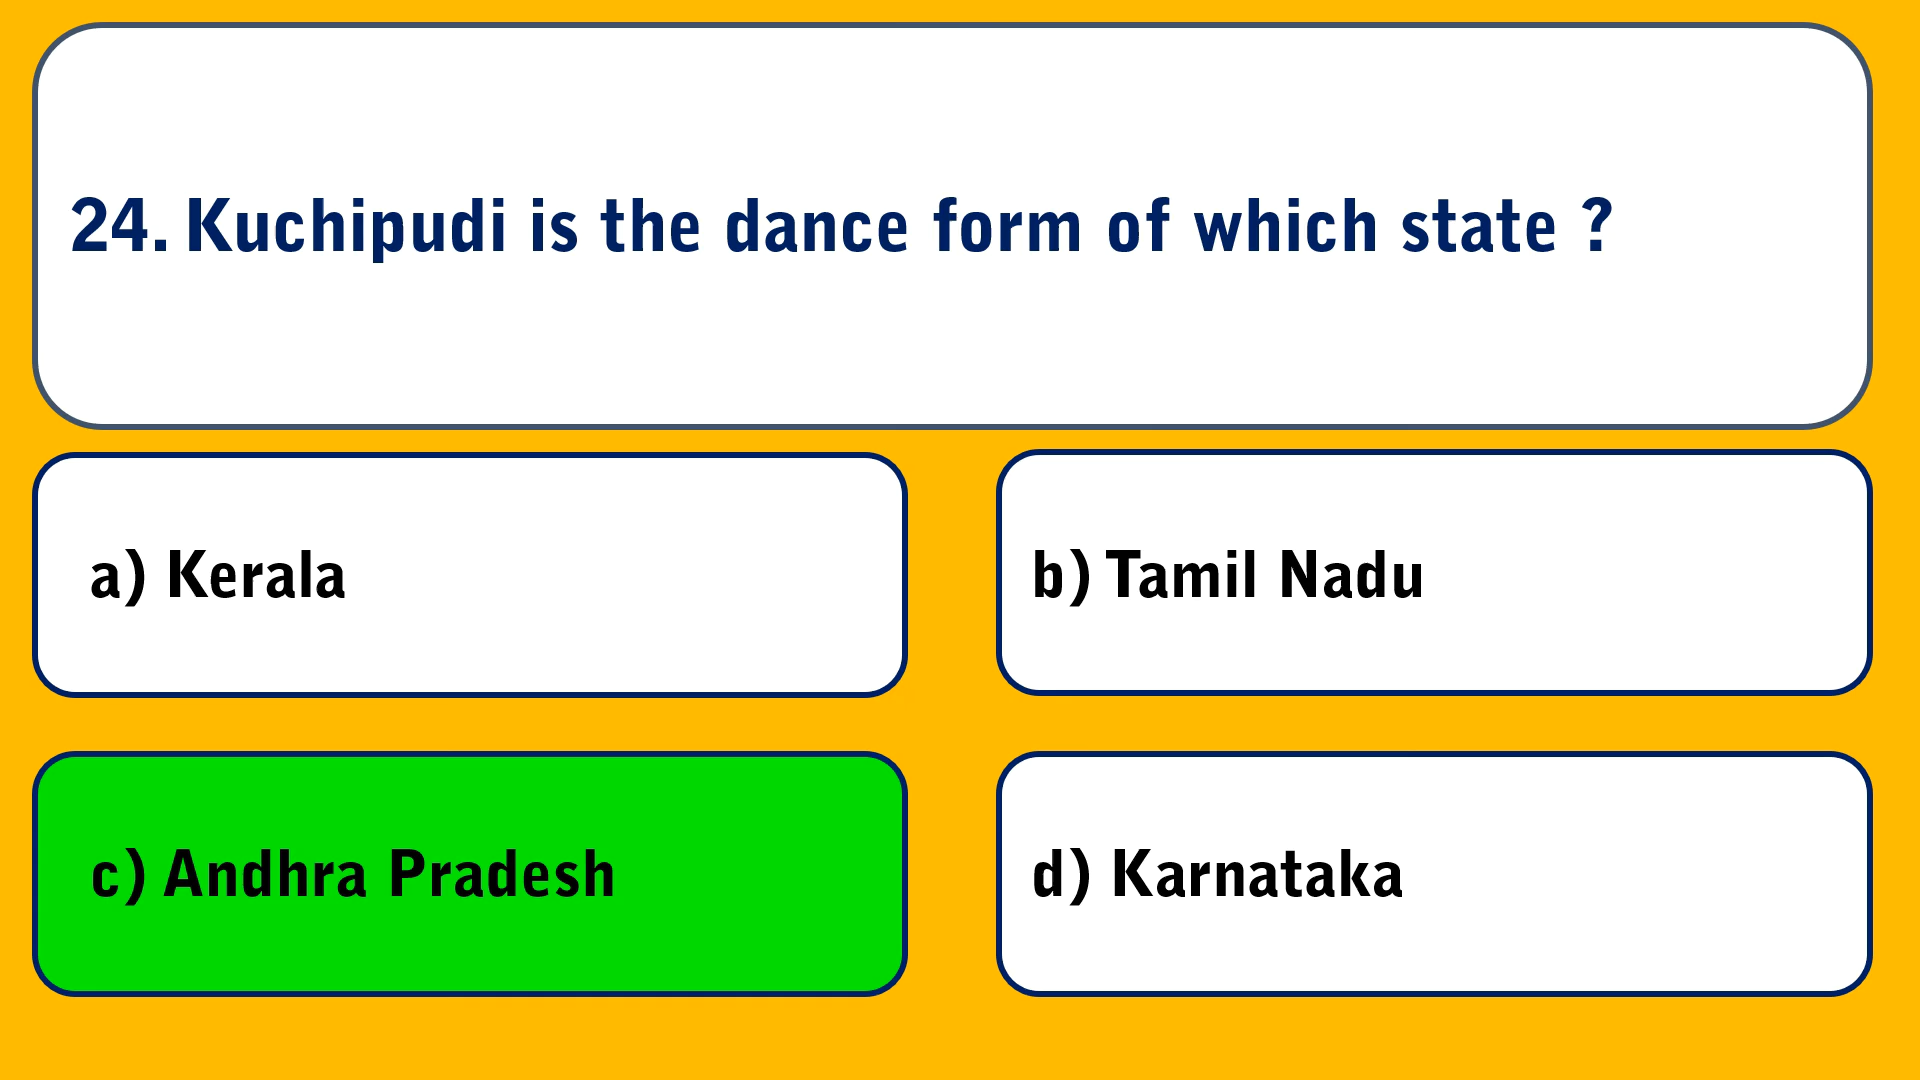 24. Kuchipudi is the dance form of which state ?
a) Kerala
b) Tamil Nadu
c) Andhra Pradesh
d) Karnataka